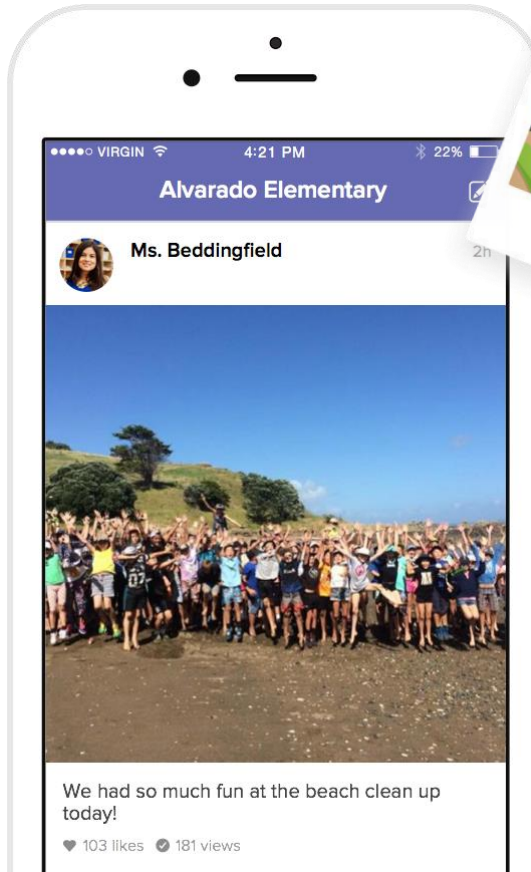 ●●●●○ VIRGIN 4:21 PM 22%
Alvarado Elementary
Ms. Beddingfield 2h
We had so much fun at the beach clean up
today!
103 likes 181 views